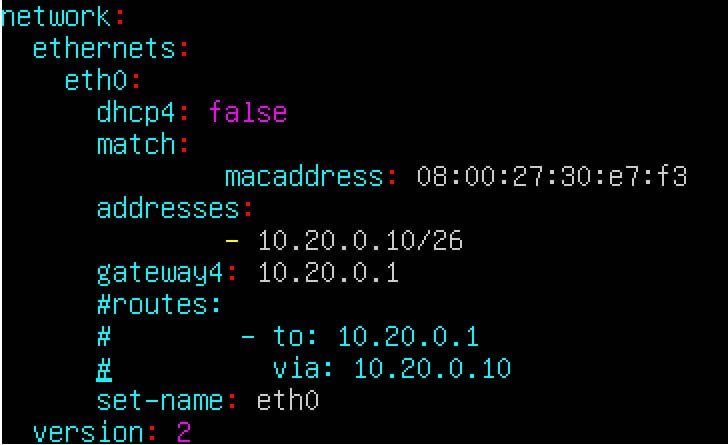 network:
ethernets:
eth0:
dhcp4: false
match:
macaddress: 08:00:27:30:e7:f3
addresses:
- 10.20.0.10/26
gateway4: 10.20.0.1
#routes:
# - to: 10.20.0.1
# via: 10.20.0.10
set-name: eth0
version: 2